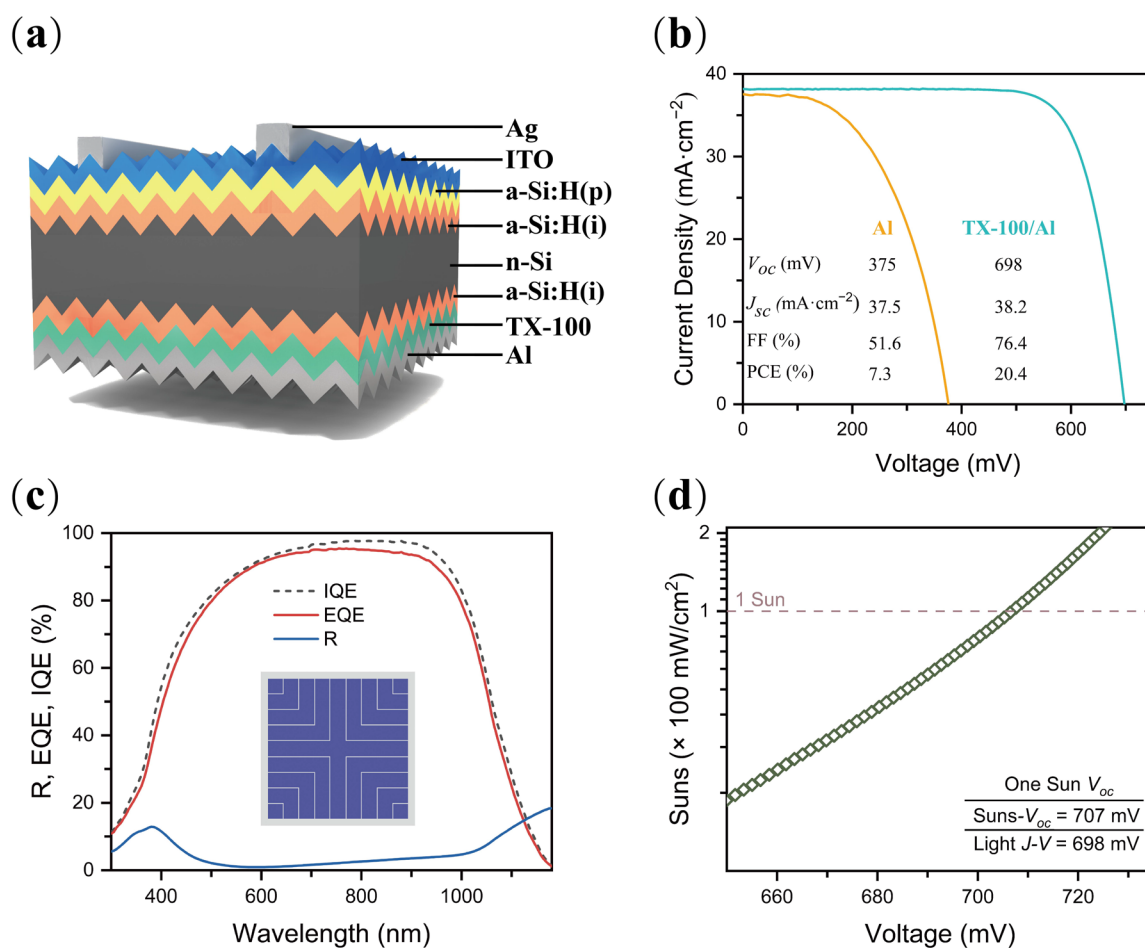 (a)
Ag
ITO
a-Si:H(p)
a-Si:H(i)
n-Si
a-Si:H(i)
TX-100
Al
(b)
Current Density (mA·cm−2)
40
30
20
10
0
Al TX-100/Al
Voc (mV) 375 698
Jsc (mA·cm−2) 37.5 38.2
FF (%) 51.6 76.4
PCE (%) 7.3 20.4
0 200 400 600
Voltage (mV)
(c)
R, EQE, IQE (%)
100
80
60
40
20
0
IQE
EQE
R
400 600 800 1000
Wavelength (nm)
(d)
Suns (× 100 mW/cm2)
2
1
1 Sun
One Sun Voc
Suns-Voc = 707 mV
Light J-V = 698 mV
660 680 700 720
Voltage (mV)